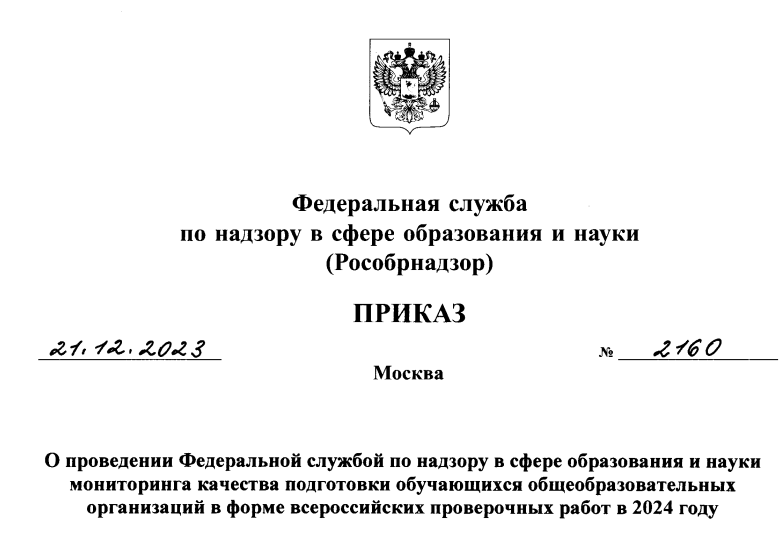 Федеральная служба
по надзору в сфере образования и науки
(Рособрнадзор)
ПРИКАЗ
21.12.2023 № 2160
Москва
О проведении Федеральной службой по надзору в сфере образования и науки
мониторинга качества подготовки обучающихся общеобразовательных
организаций в форме всероссийских проверочных работ в 2024 году